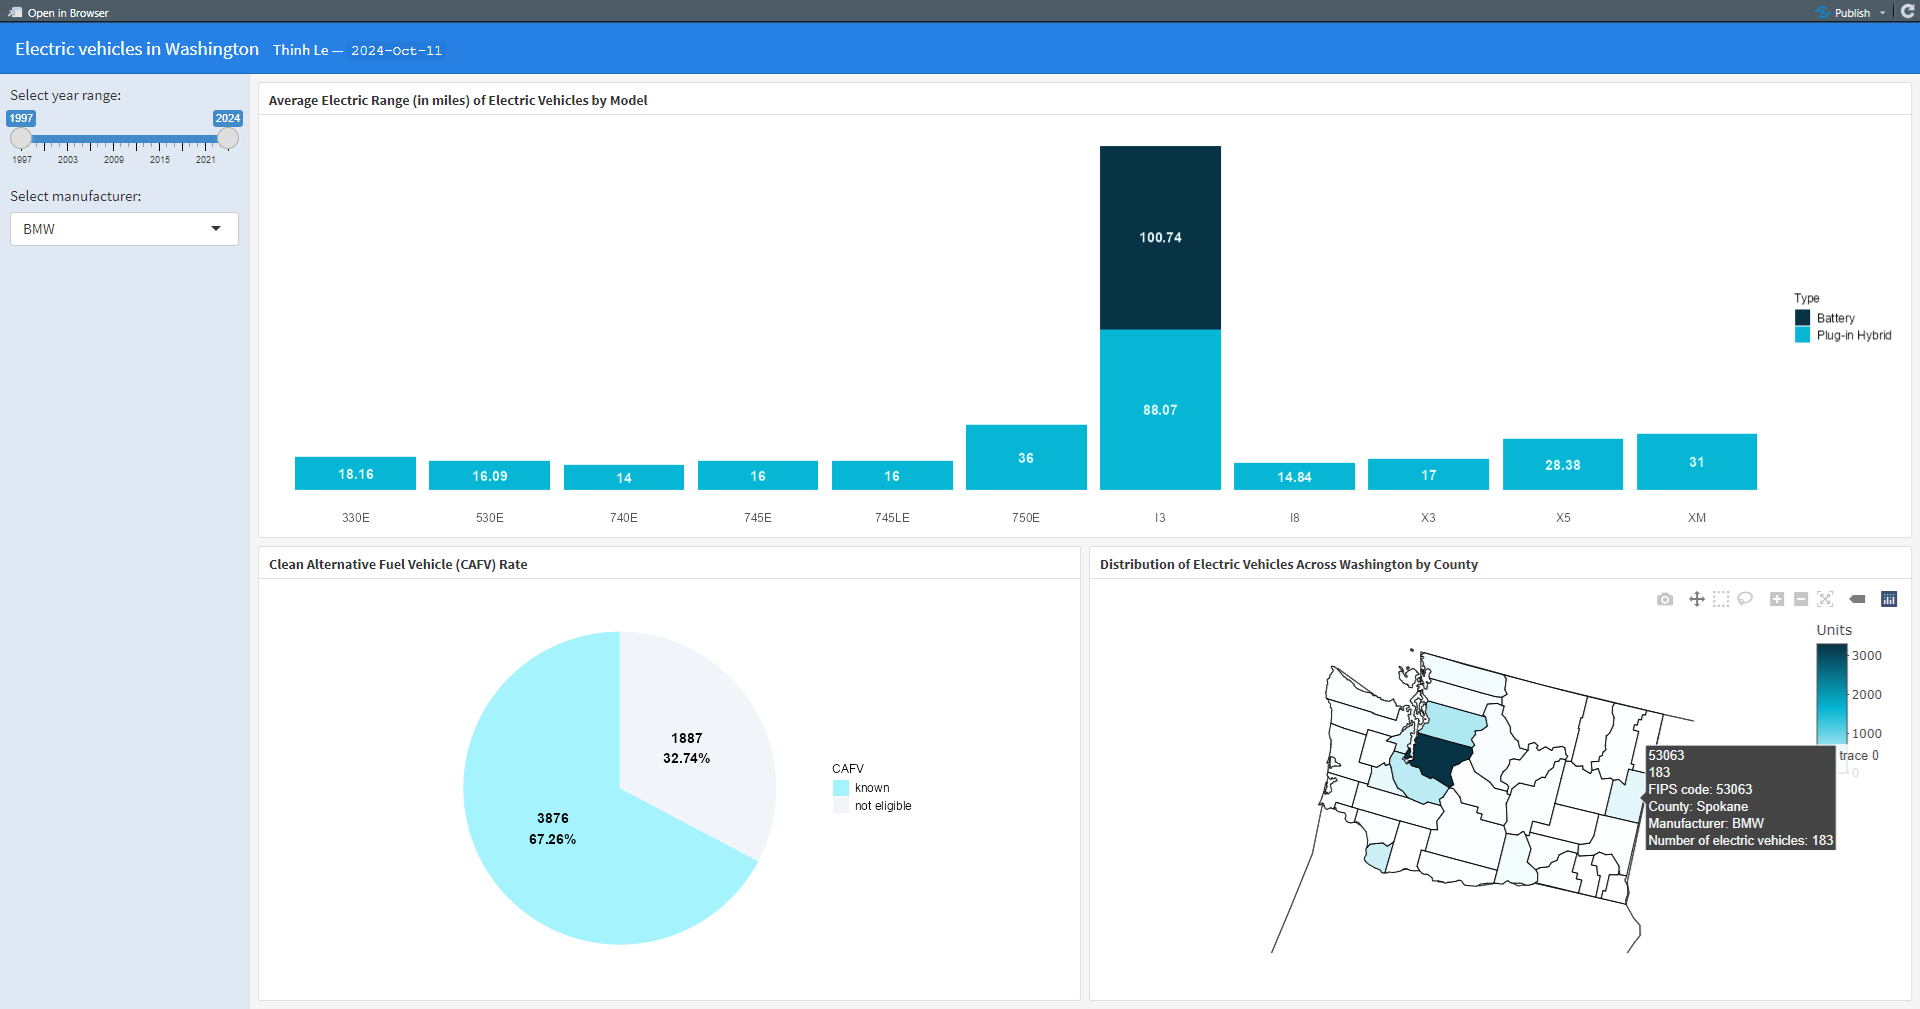 Open in Browser
Publish
Electric vehicles in Washington Thinh Le — 2024-Oct-11
Select year range:
1997 2024
1997 2003 2009 2015 2021
Select manufacturer:
BMW
Average Electric Range (in miles) of Electric Vehicles by Model
100.74
88.07
18.16
16.09
14
16
16
36
14.84
17
28.38
31
330E 530E 740E 745E 745LE 750E I3 I8 X3 X5 XM
Type
Battery
Plug-in Hybrid
Clean Alternative Fuel Vehicle (CAFV) Rate
1887
32.74%
3876
67.26%
CAFV
known
not eligible
Distribution of Electric Vehicles Across Washington by County
Units
3000
2000
1000
0
trace 0
53063
183
FIPS code: 53063
County: Spokane
Manufacturer: BMW
Number of electric vehicles: 183